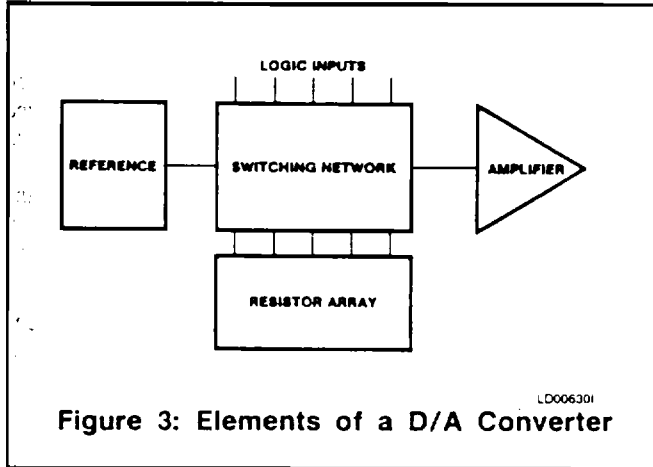 LOGIC INPUTS
REFERENCE
SWITCHING NETWORK
AMPLIFIER
RESISTOR ARRAY
LD006301
Figure 3: Elements of a D/A Converter